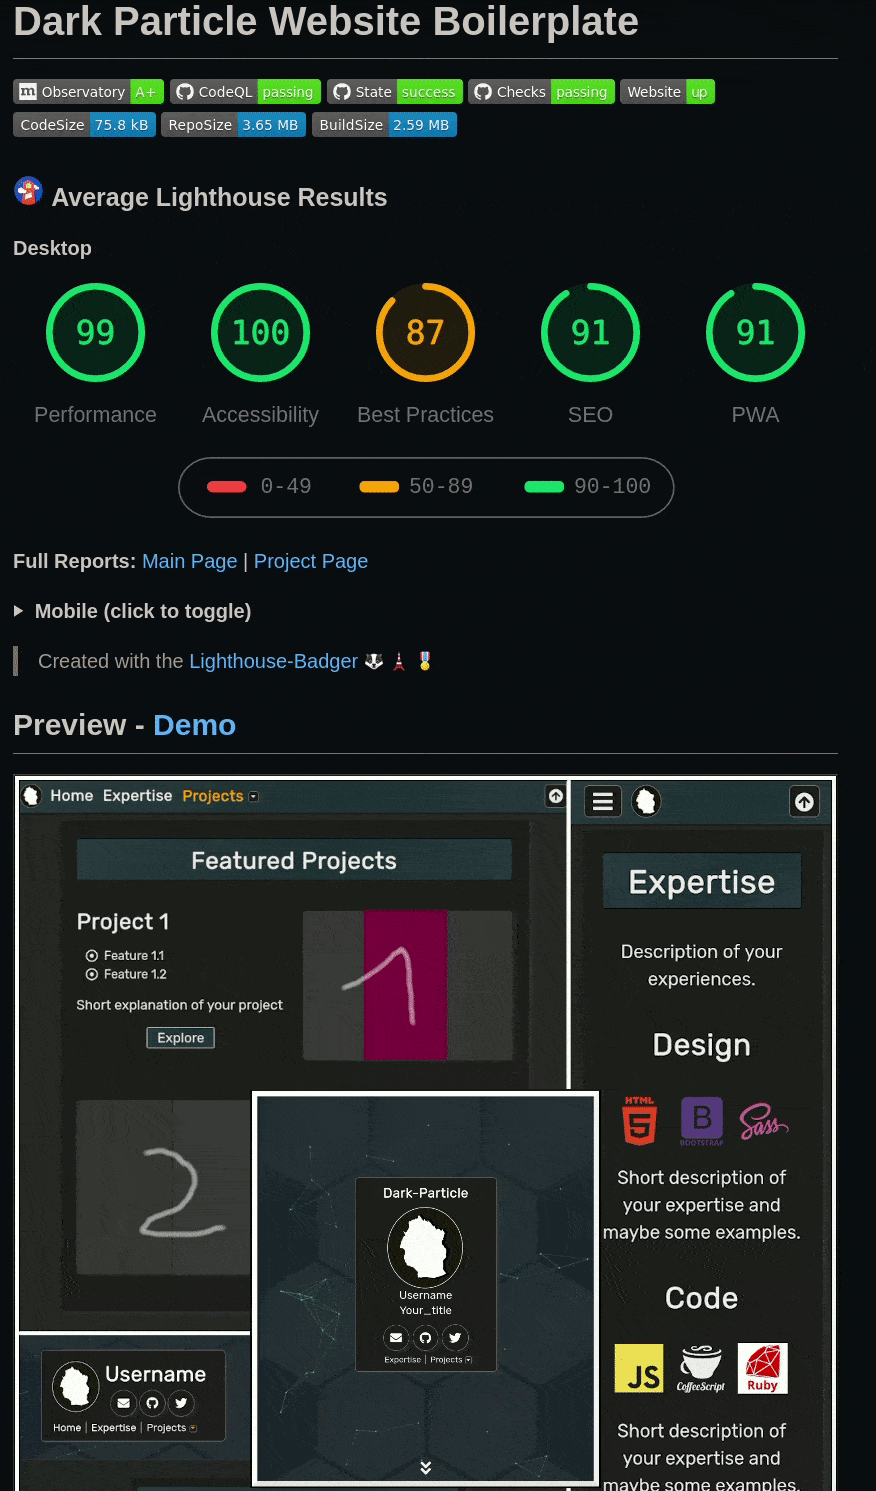 Dark Particle Website Boilerplate
m Observatory A+ CodeQL passing State success Checks passing Website up
CodeSize 75.8 kB RepoSize 3.65 MB BuildSize 2.59 MB
Average Lighthouse Results
Desktop
99 100 87 91 91
Performance Accessibility Best Practices SEO PWA
0-49 50-89 90-100
Full Reports: Main Page | Project Page
Mobile (click to toggle)
Created with the Lighthouse-Badger
Preview - Demo
Home Expertise Projects
Featured Projects
Project 1
Feature 1.1
Feature 1.2
Short explanation of your project
Explore
1
2
Expertise
Description of your
experiences.
Design
HTML
5
B
BOOTSTRAP
Sass
Short description of
your expertise and
maybe some examples.
Code
JS
CoffeeScript
Ruby
Short description of
your expertise and
maybe some examples.
Dark-Particle
Username
Your_title
Expertise | Projects
Username
Home | Expertise | Projects